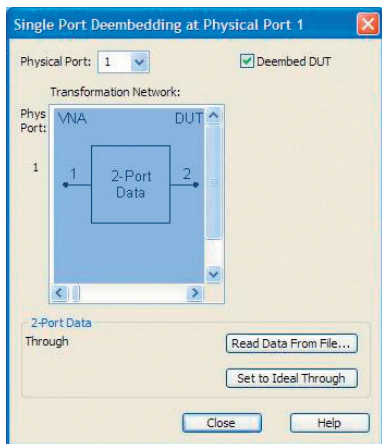 Single Port Deembedding at Physical Port 1
Physical Port: 1
Deembed DUT
Transformation Network:
Phys Port:
VNA DUT
1
1 2-Port Data 2
2-Port Data
Through
Read Data From File...
Set to Ideal Through
Close
Help